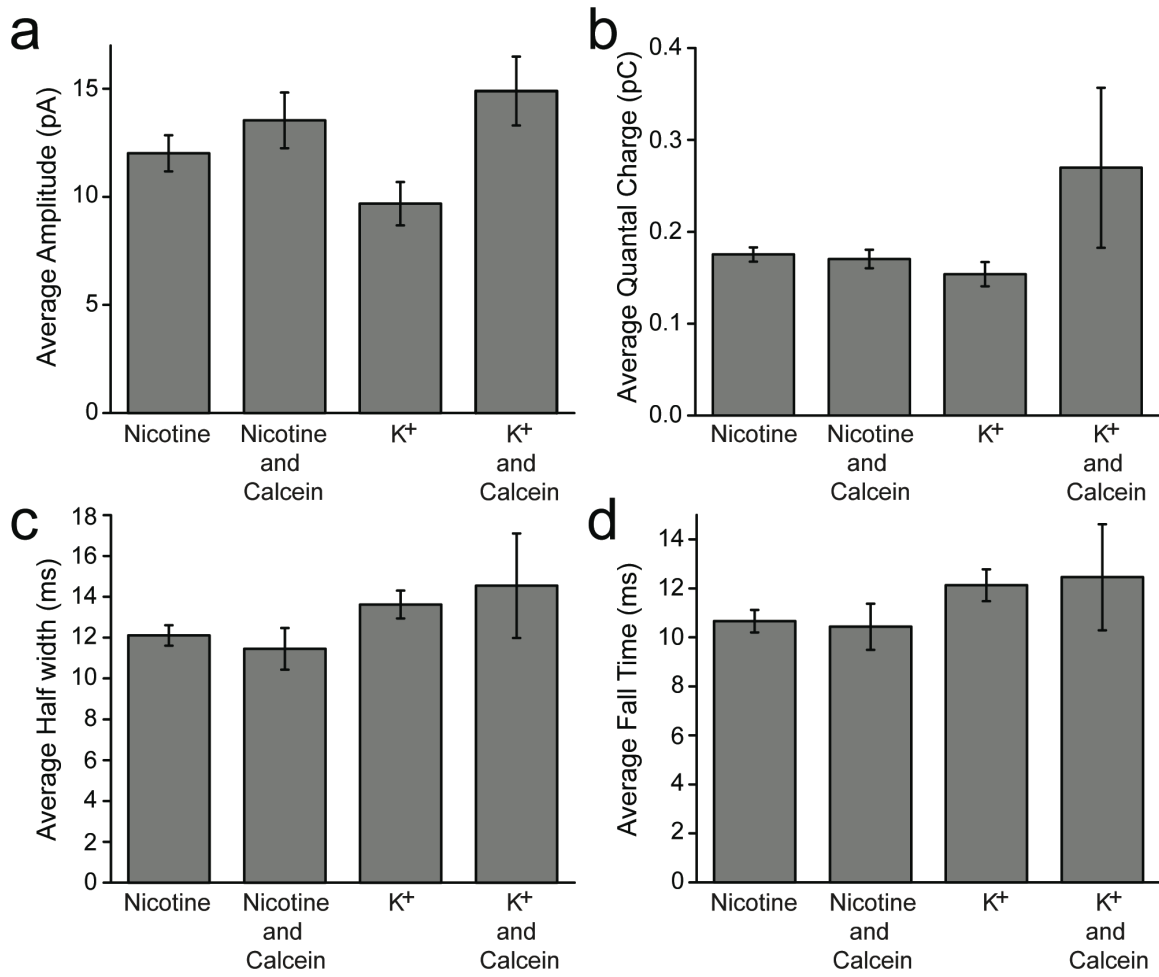 a
Average Amplitude (pA)
15
10
5
0
Nicotine
Nicotine
and
Calcein
K+
K+
and
Calcein
b
Average Quantal Charge (pC)
0.4
0.3
0.2
0.1
0.0
Nicotine
Nicotine
and
Calcein
K+
K+
and
Calcein
c
Average Half width (ms)
18
16
14
12
10
8
6
4
2
0
Nicotine
Nicotine
and
Calcein
K+
K+
and
Calcein
d
Average Fall Time (ms)
14
12
10
8
6
4
2
0
Nicotine
Nicotine
and
Calcein
K+
K+
and
Calcein